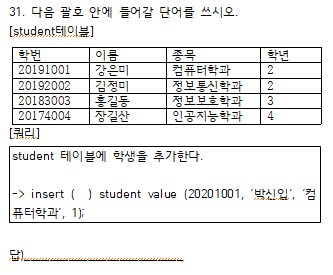 31. 다음 괄호 안에 들어갈 단어를 쓰시오.
[student테이블]
학번 이름 종목 학년
20191001 강은미 컴퓨터학과 2
20192002 김정미 정보통신학과 2
20183003 홍길동 정보보호학과 3
20174004 장길산 인공지능학과 4
[쿼리]
student 테이블에 학생을 추가한다.
-> insert (  ) student value (20201001, ‘박신입’, ‘컴
퓨터학과’, 1);
답)